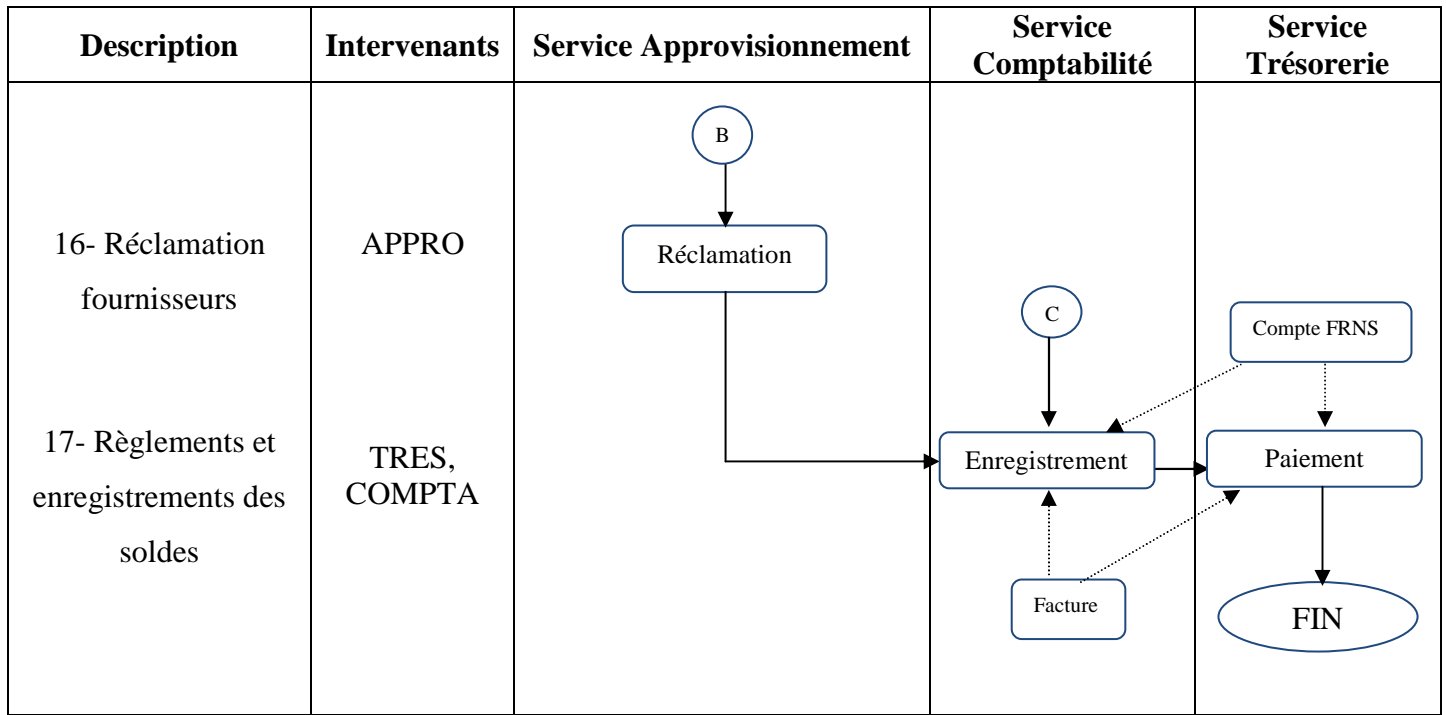 Description
Intervenants
Service Approvisionnement
Service
Comptabilité
Service
Trésorerie
B
16- Réclamation
fournisseurs
APPRO
Réclamation
C
Compte FRNS
17- Règlements et
enregistrements des
soldes
TRES,
COMPTA
Enregistrement
Paiement
Facture
FIN